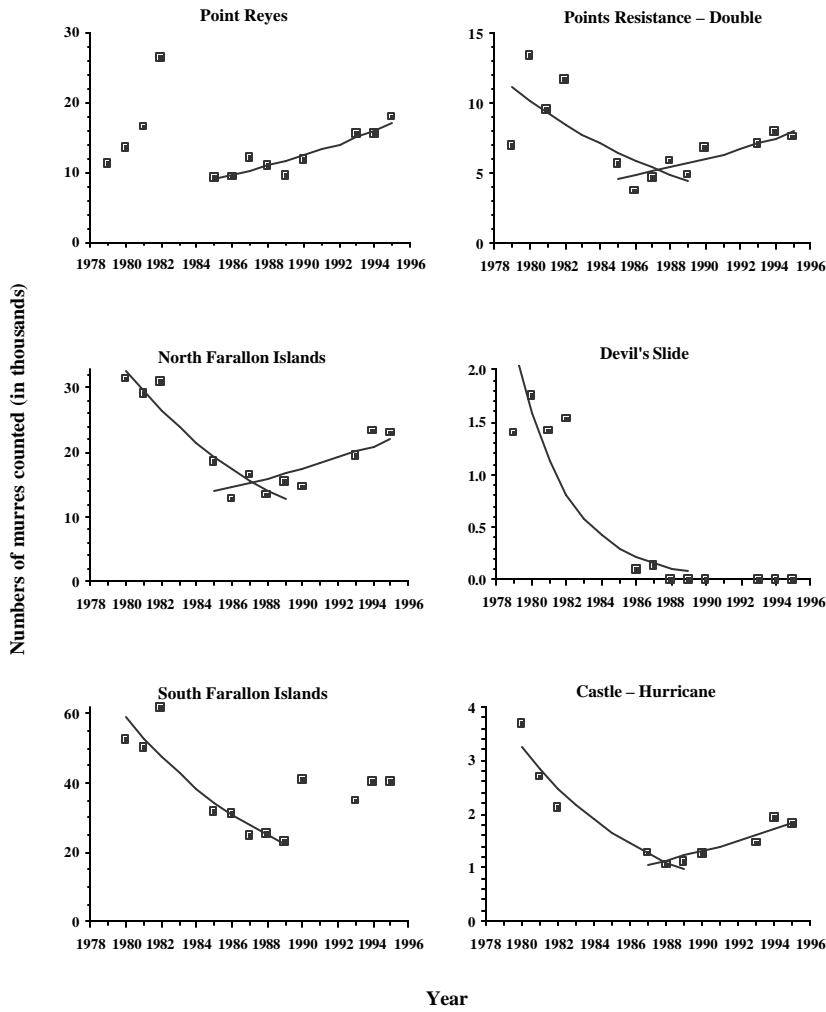 Point Reyes
30
20
10
0
1978 1980 1982 1984 1986 1988 1990 1992 1994 1996
Points Resistance – Double
15
10
5
0
1978 1980 1982 1984 1986 1988 1990 1992 1994 1996
Numbers of murres counted (in thousands)
North Farallon Islands
30
20
10
0
1978 1980 1982 1984 1986 1988 1990 1992 1994 1996
Devil's Slide
2.0
1.5
1.0
0.5
0.0
1978 1980 1982 1984 1986 1988 1990 1992 1994 1996
South Farallon Islands
60
40
20
0
1978 1980 1982 1984 1986 1988 1990 1992 1994 1996
Castle – Hurricane
4
3
2
1
0
1978 1980 1982 1984 1986 1988 1990 1992 1994 1996
Year